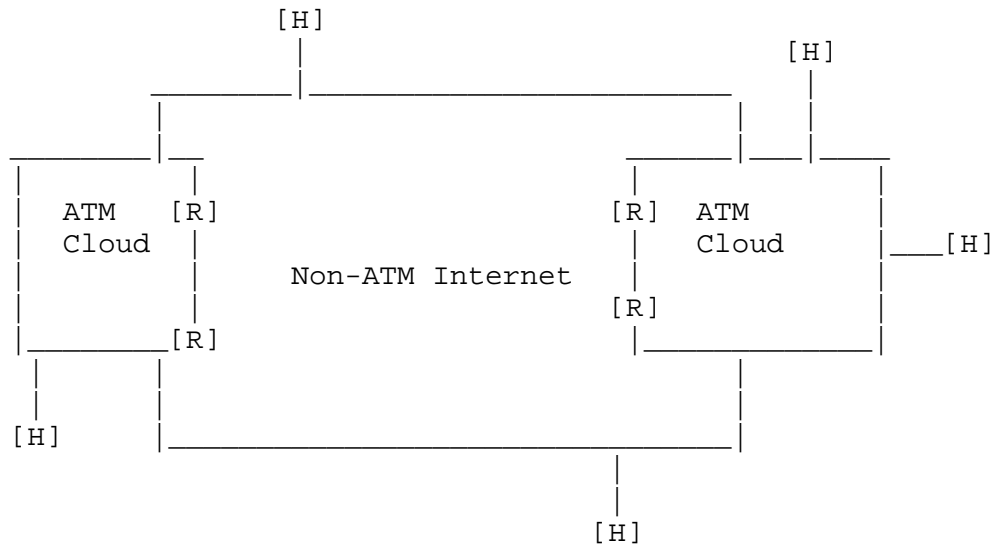 [H]
[H]
ATM [R] [R] ATM
Cloud Cloud [H]
Non-ATM Internet
[R]
[R]
[H]
[H]